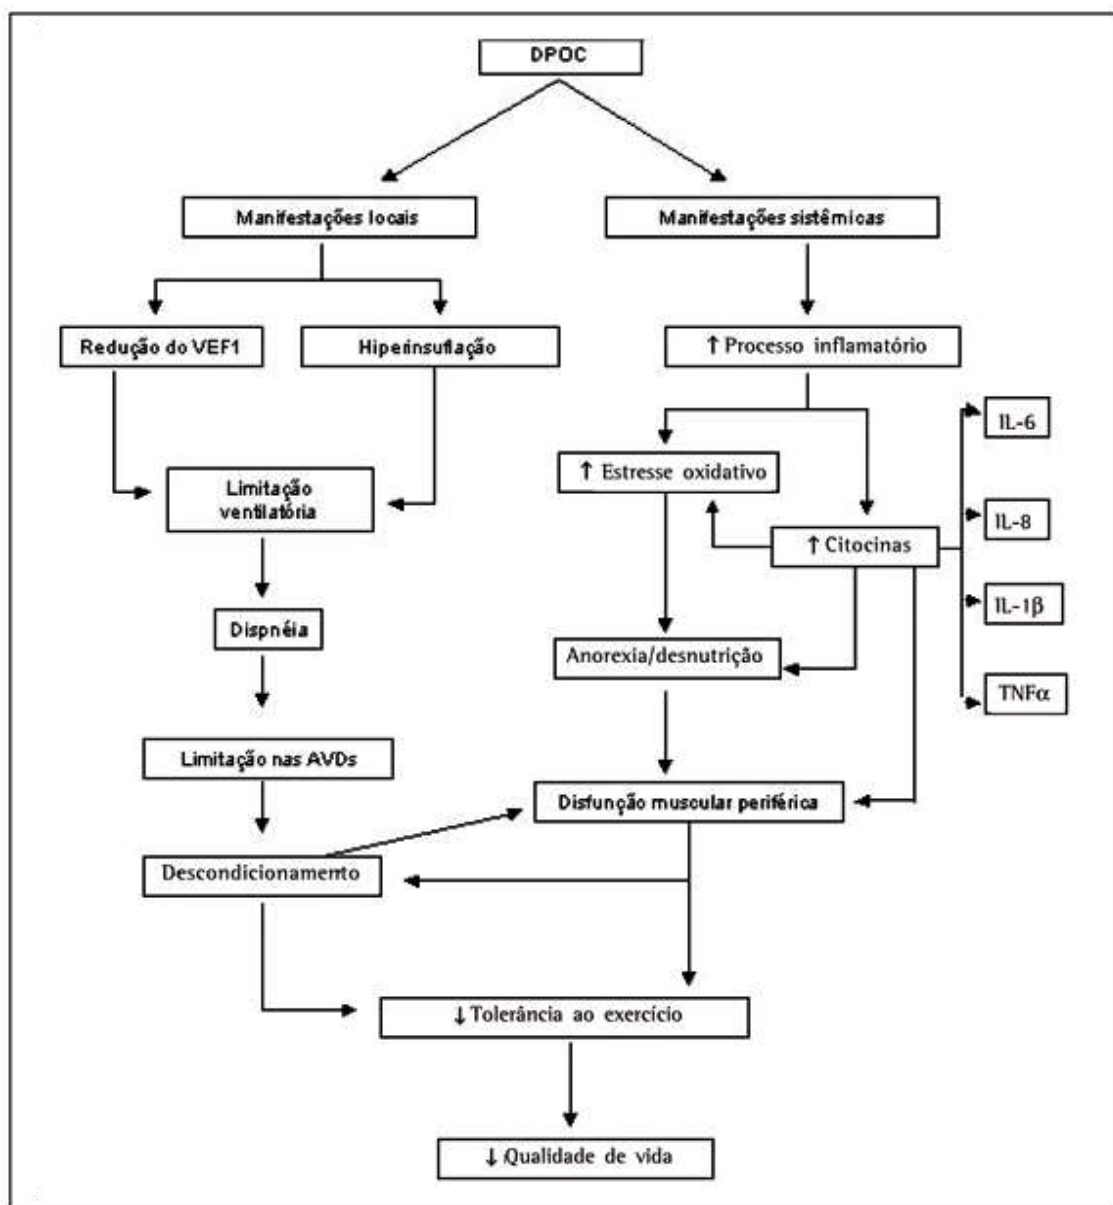 DPOC
Manifestações locais
Manifestações sistêmicas
Redução do VEF1
Hiperinsuflação
↑ Processo inflamatório
IL-6
↑ Estresse oxidativo
Limitação
ventilatória
IL-8
↑ Citocinas
IL-1β
Dispnéia
Anorexia/desnutrição
TNFα
Limitação nas AVDs
Disfunção muscular periférica
Descondicionamento
↓ Tolerância ao exercício
↓ Qualidade de vida